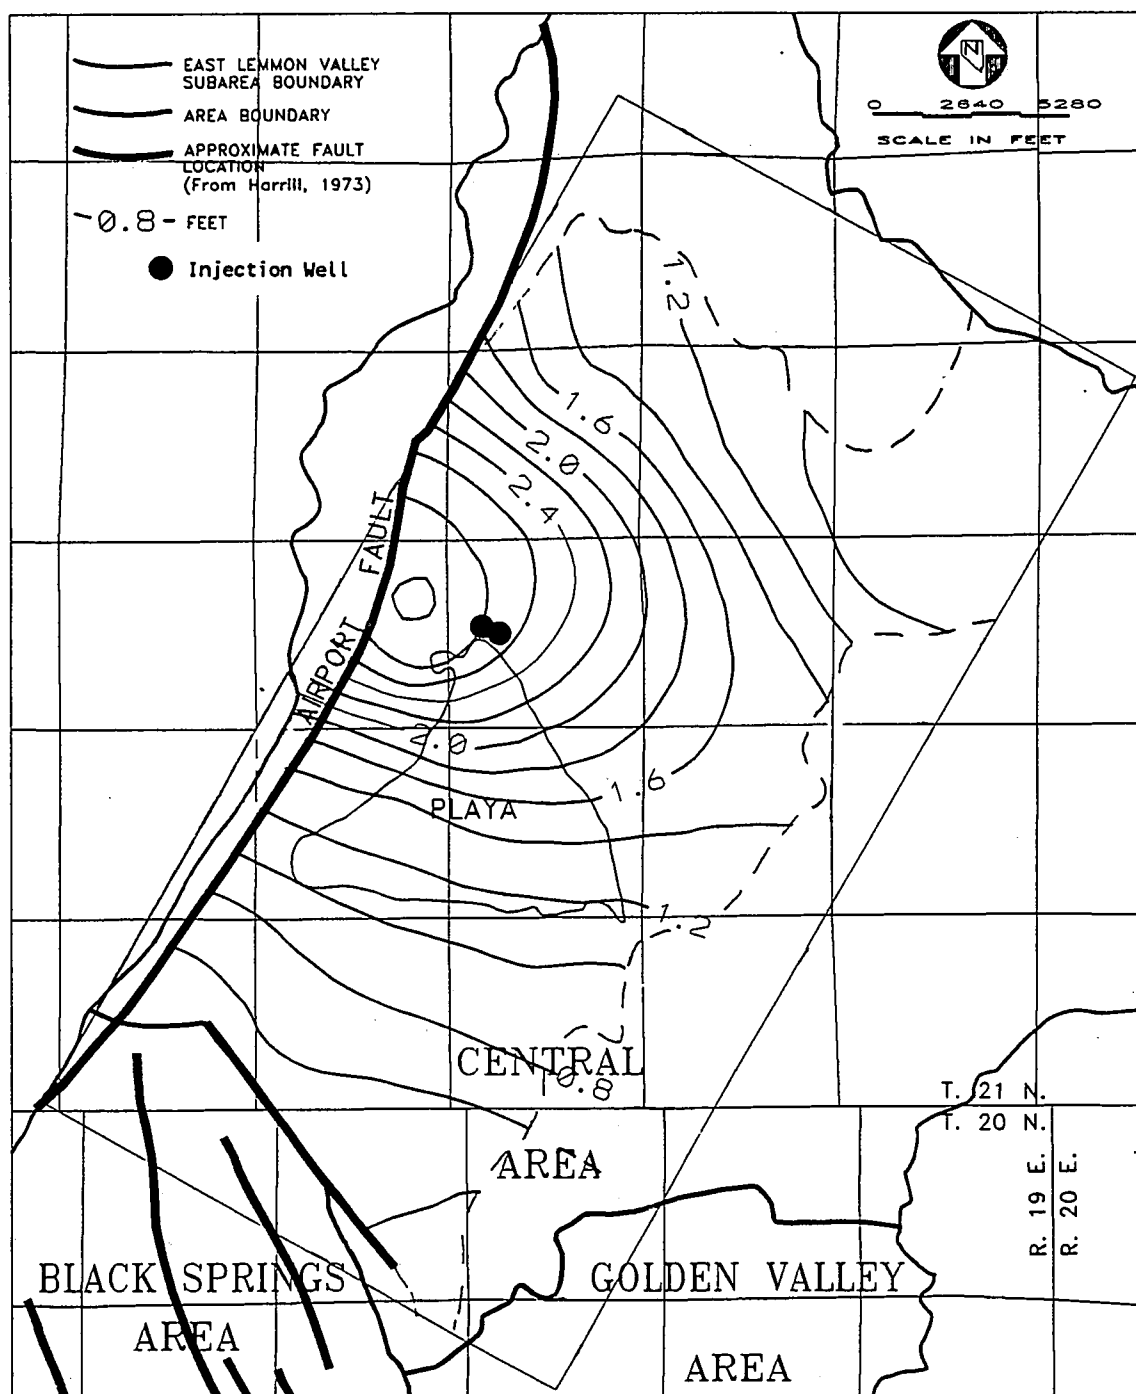 EAST LEMMON VALLEY
SUBAREA BOUNDARY
AREA BOUNDARY
APPROXIMATE FAULT
LOCATION
(From Harrill, 1973)
0.8 - FEET
Injection Well
N
0 2640 5280
SCALE IN FEET
1.2
1.6
2.0
2.4
AIRPORT FAULT
2.0
1.6
PLAYA
1.2
CENTRAL
0.8
AREA
T. 21 N.
T. 20 N.
R. 19 E.
R. 20 E.
BLACK SPRINGS
AREA
GOLDEN VALLEY
AREA